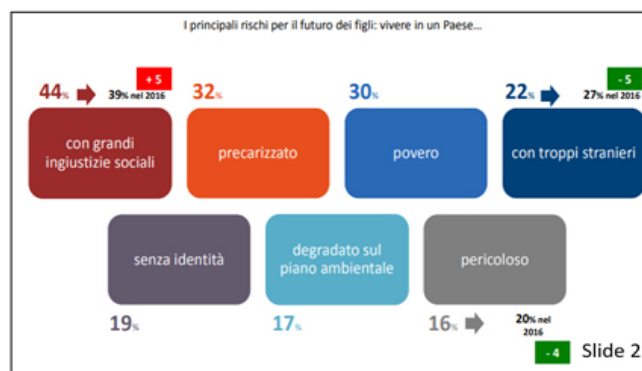 I principali rischi per il futuro dei figli: vivere in un Paese...
44% 39% nel 2016 + 5
con grandi
ingiustizie sociali
32%
precarizzato
30%
povero
22% 27% nel 2016 - 5
con troppi stranieri
senza identità
19%
degradato sul
piano ambientale
17%
pericoloso
16% 20% nel
2016
- 4
Slide 2